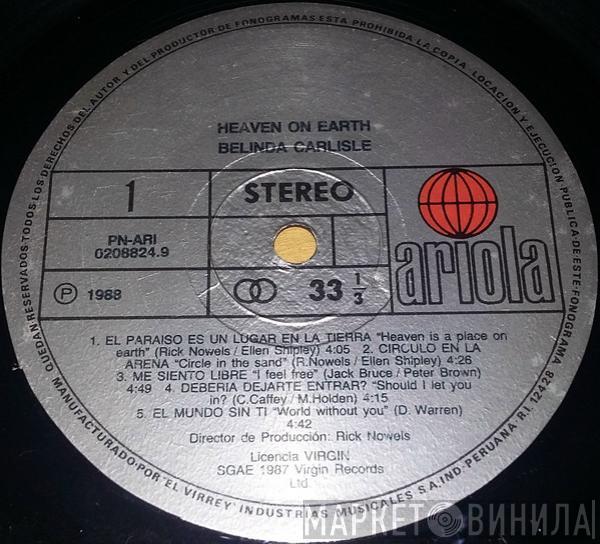 QUEDAN RESERVADOS TODOS LOS DERECHOS DEL AUTOR Y DEL PRODUCTOR DE FONOGRAMAS ESTA PROHIBIDA LA COPIA, LOCACION Y EJECUCION PUBLICA DE ESTE FONOGRAMA
HEAVEN ON EARTH
BELINDA CARLISLE
1
STEREO
PN-ARI
0208824.9
P 1988
33 1/3
ariola
1. EL PARAISO ES UN LUGAR EN LA TIERRA "Heaven is a place on
earth" (Rick Nowels / Ellen Shipley) 4:05 2. CIRCULO EN LA
ARENA "Circle in the sand" (R. Nowels / Ellen Shipley) 4:26
3. ME SIENTO LIBRE "I feel free" (Jack Bruce / Peter Brown)
4:49 4. DEBERIA DEJARTE ENTRAR? "Should I let you
in? (C. Caffey / M. Holden) 4:15
5. EL MUNDO SIN TI "World without you" (D. Warren)
4:42
Director de Producción: Rick Nowels
Licencia VIRGIN
SGAE 1987 Virgin Records
Ltd.
MANUFACTURADO POR "EL VIRREY" INDUSTRIAS MUSICALES S.A. IND. PERUANA R.I. 12428
МАРКЕТ ВИНИЛА